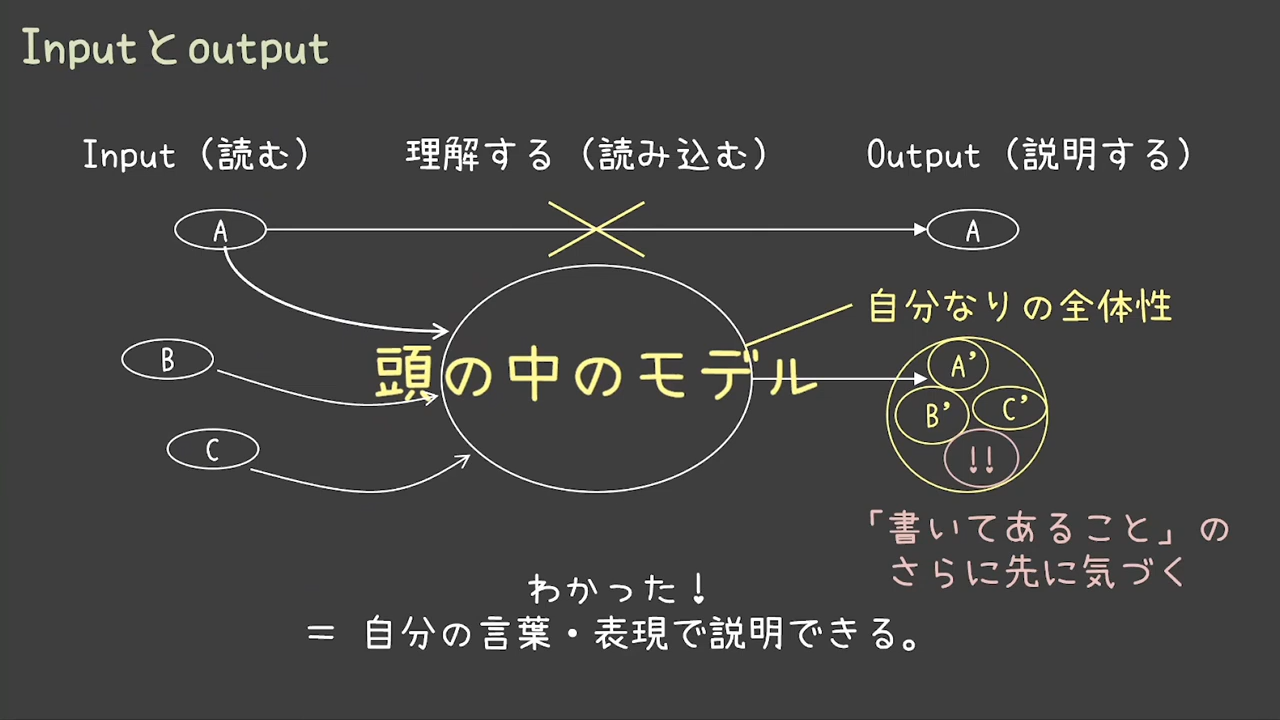 Inputとoutput
Input（読む）
理解する（読み込む）
Output（説明する）
A
A
自分なりの全体性
B
頭の中のモデル
A’
B’
C’
C
!!
「書いてあること」の
さらに先に気づく
わかった！
＝ 自分の言葉・表現で説明できる。